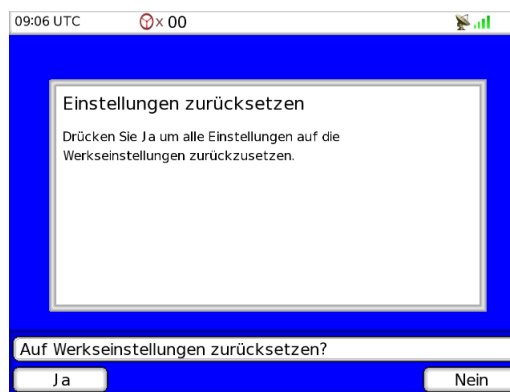 09:06 UTC × 00
Einstellungen zurücksetzen
Drücken Sie Ja um alle Einstellungen auf die
Werkseinstellungen zurückzusetzen.
Auf Werkseinstellungen zurücksetzen?
Ja Nein